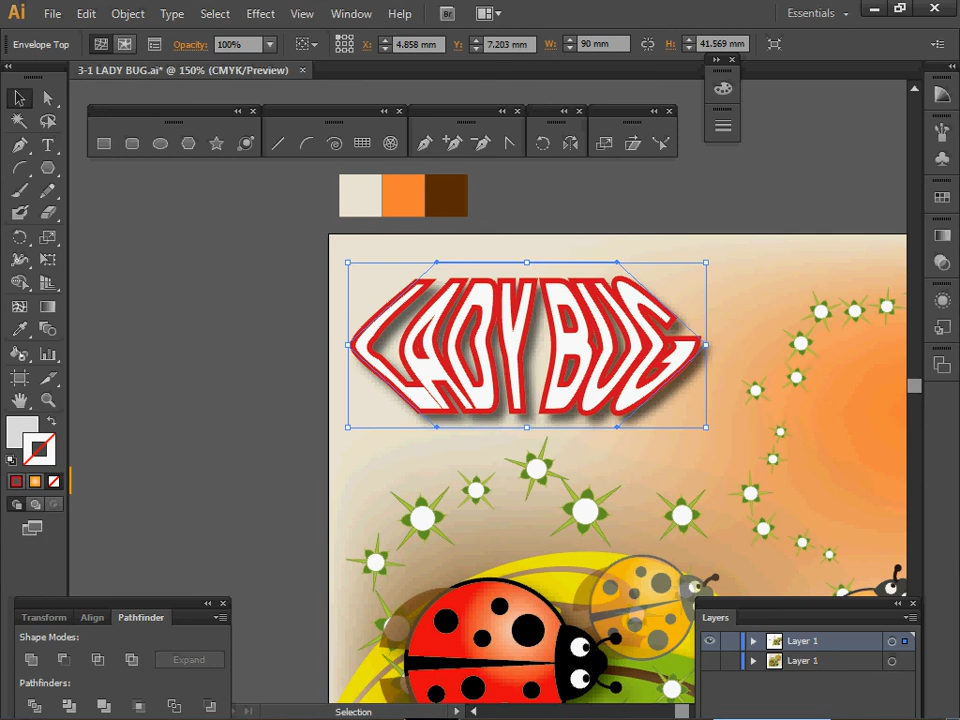 Ai File Edit Object Type Select Effect View Window Help Br Essentials
Envelope Top Opacity: 100% X: 4.858 mm Y: 7.203 mm W: 90 mm H: 41.569 mm
3-1 LADY BUG.ai* @ 150% (CMYK/Preview)
LADY BUG
Transform Align Pathfinder
Shape Modes:
Expand
Pathfinders:
Layers
Layer 1
Layer 1
Selection